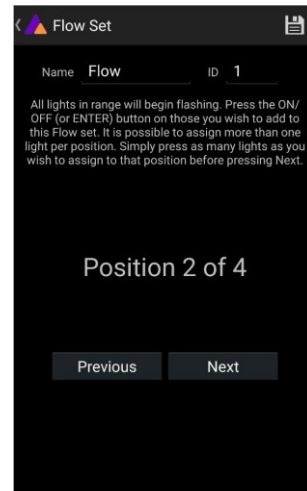 Flow Set
Name Flow ID 1
All lights in range will begin flashing. Press the ON/
OFF (or ENTER) button on those you wish to add to
this Flow set. It is possible to assign more than one
light per position. Simply press as many lights as you
wish to assign to that position before pressing Next.
Position 2 of 4
Previous Next